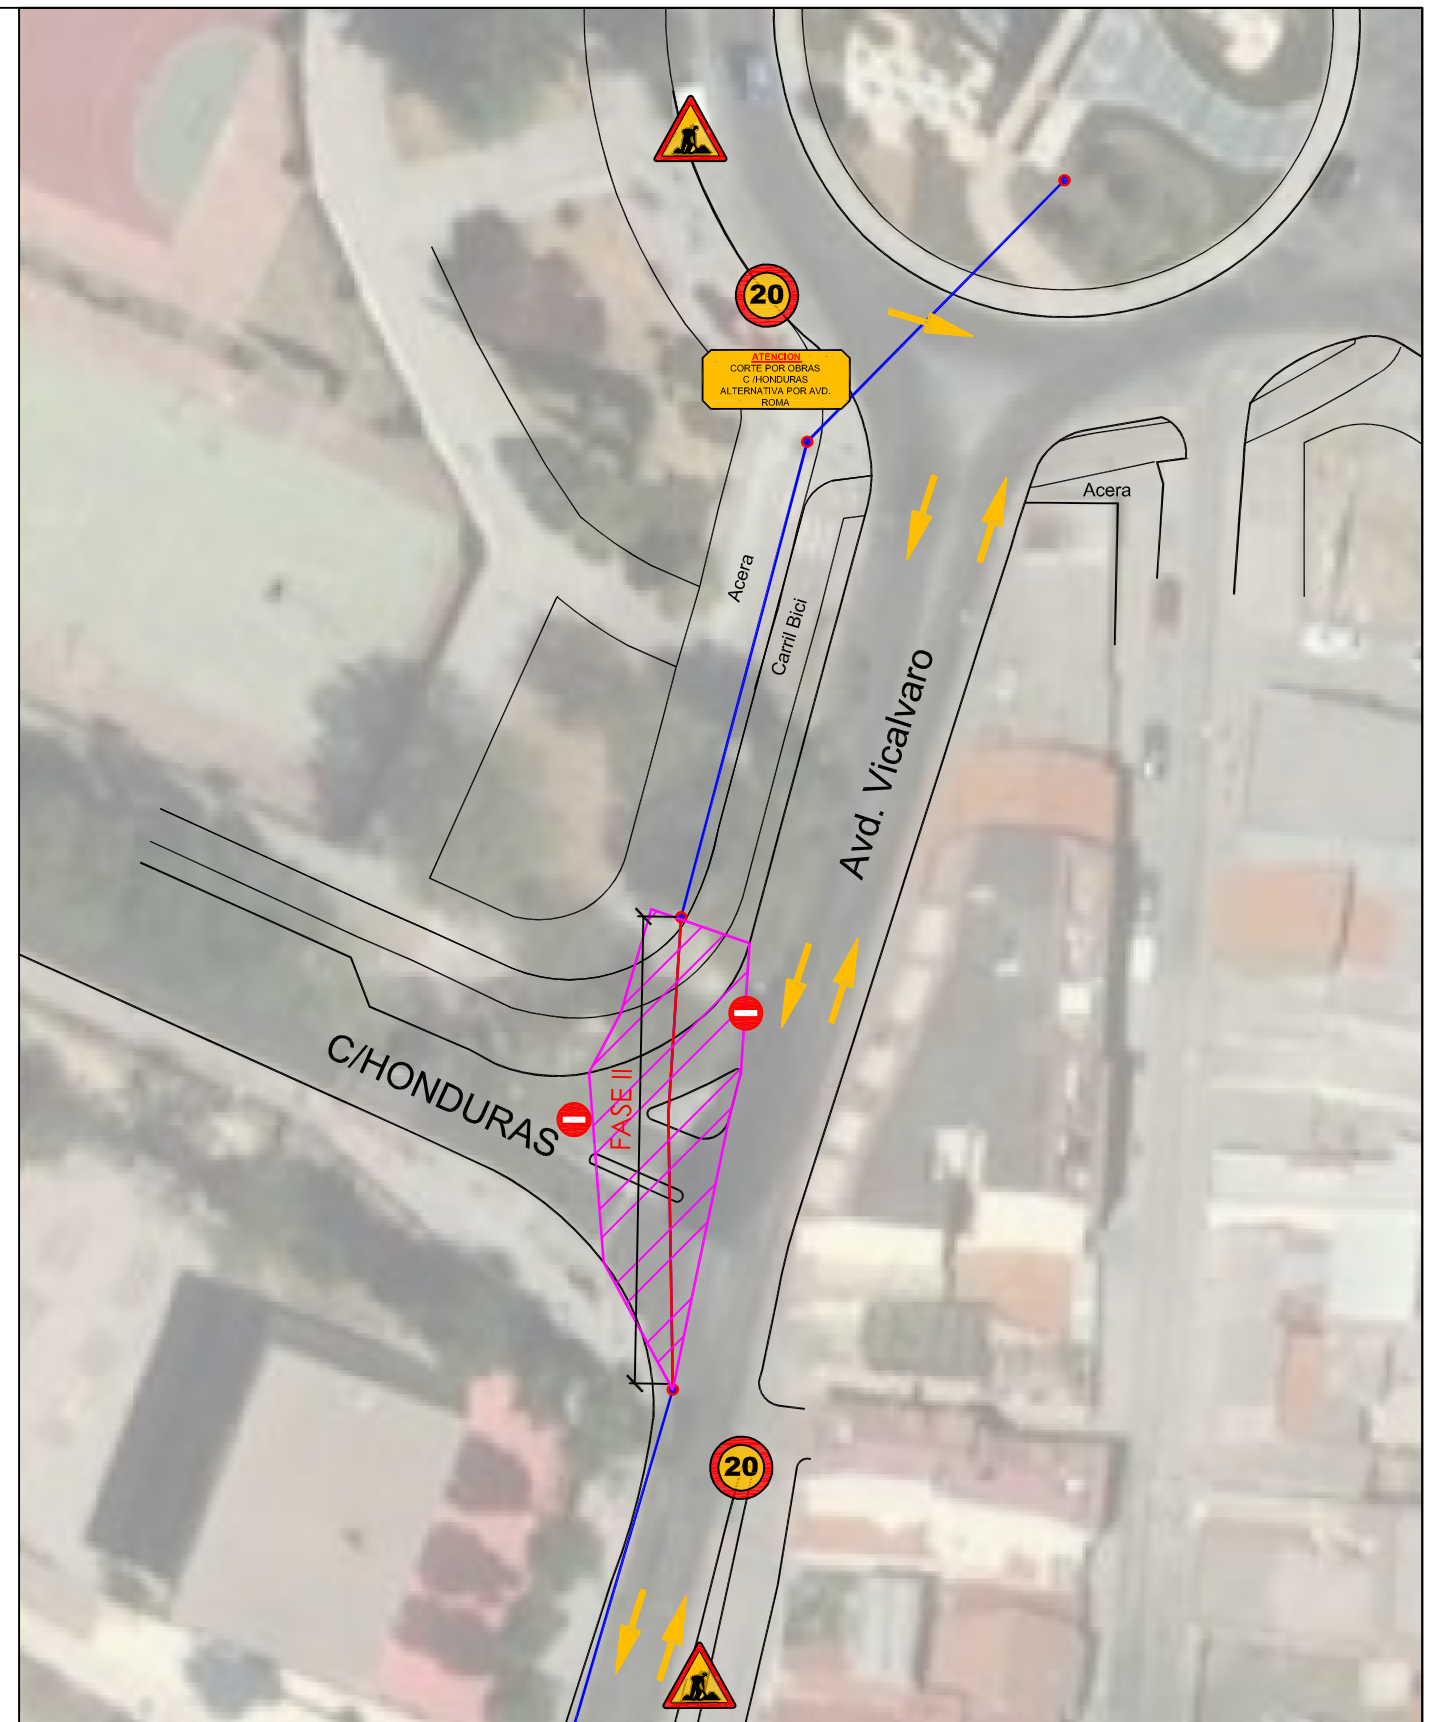 20
ATENCION
CORTE POR OBRAS
C /HONDURAS
ALTERNATIVA POR AVD.
ROMA
Acera
Acera
Carril Bici
Avd. Vicalvaro
C/HONDURAS
FASE II
20